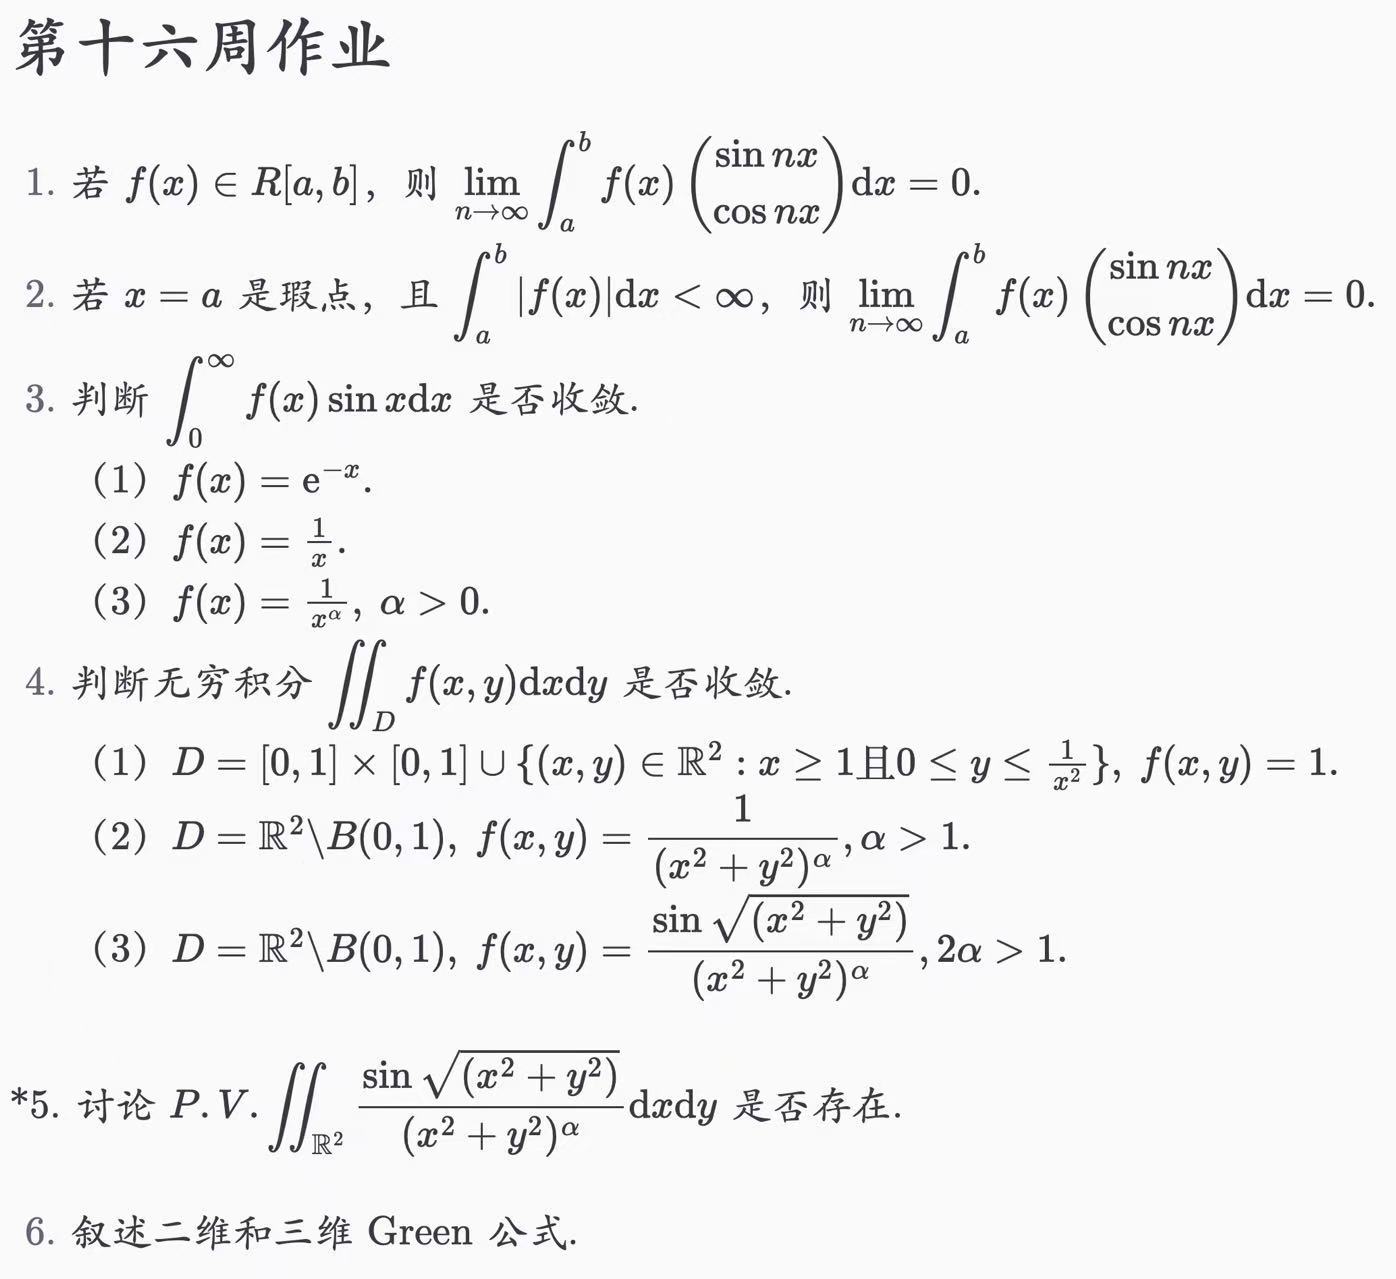 第十六周作业
1. 若 $f(x) \in R[a,b]$，则 $\lim\limits_{n\to\infty} \int_a^b f(x) \begin{pmatrix} \sin nx \\ \cos nx \end{pmatrix} \mathrm{d}x = 0.$
2. 若 $x = a$ 是瑕点，且 $\int_a^b |f(x)|\mathrm{d}x < \infty$，则 $\lim\limits_{n\to\infty} \int_a^b f(x) \begin{pmatrix} \sin nx \\ \cos nx \end{pmatrix} \mathrm{d}x = 0.$
3. 判断 $\int_0^\infty f(x) \sin x \mathrm{d}x$ 是否收敛.
（1）$f(x) = \mathrm{e}^{-x}.$
（2）$f(x) = \frac{1}{x}.$
（3）$f(x) = \frac{1}{x^\alpha}, \alpha > 0.$
4. 判断无穷积分 $\iint_D f(x,y)\mathrm{d}x\mathrm{d}y$ 是否收敛.
（1）$D = [0,1] \times [0,1] \cup \{(x,y) \in \mathbb{R}^2 : x \geq 1 且 0 \leq y \leq \frac{1}{x^2}\}, f(x,y) = 1.$
（2）$D = \mathbb{R}^2 \backslash B(0,1), f(x,y) = \dfrac{1}{(x^2+y^2)^\alpha}, \alpha > 1.$
（3）$D = \mathbb{R}^2 \backslash B(0,1), f(x,y) = \dfrac{\sin\sqrt{(x^2+y^2)}}{(x^2+y^2)^\alpha}, 2\alpha > 1.$
*5. 讨论 $P.V. \iint_{\mathbb{R}^2} \dfrac{\sin\sqrt{(x^2+y^2)}}{(x^2+y^2)^\alpha} \mathrm{d}x\mathrm{d}y$ 是否存在.
6. 叙述二维和三维 Green 公式.